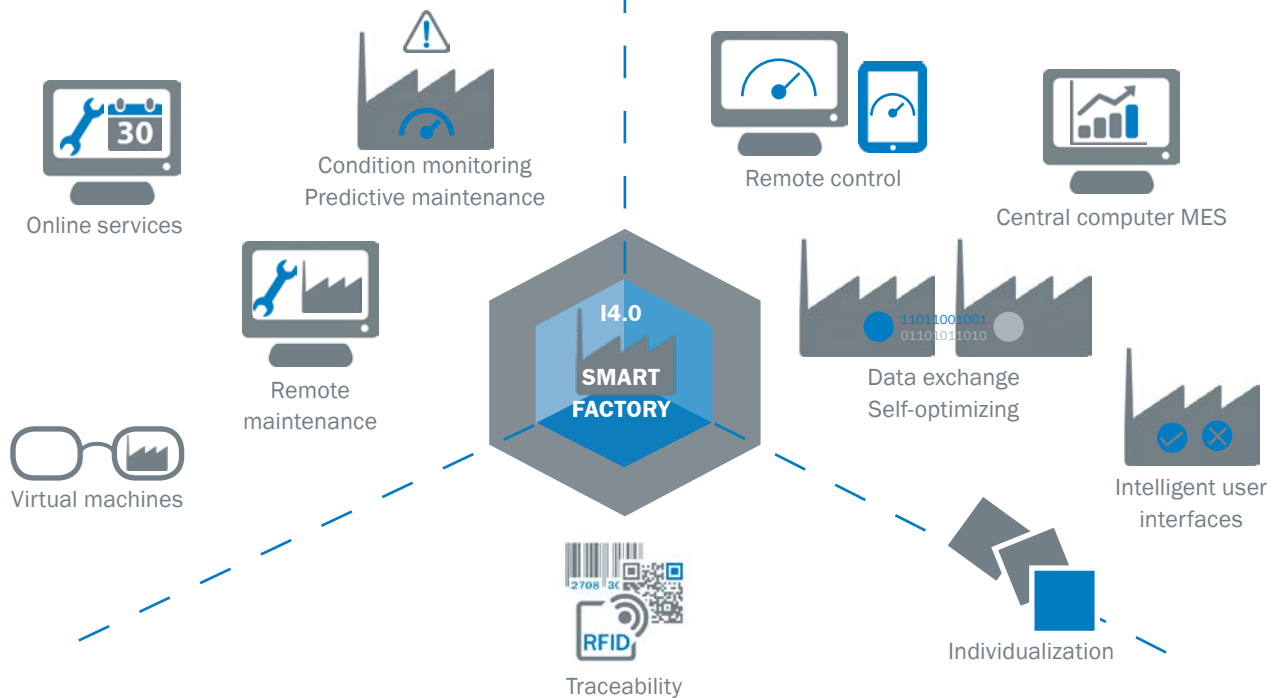 30
Online services
Condition monitoring
Predictive maintenance
Remote control
Central computer MES
Remote
maintenance
Virtual machines
I4.0
SMART
FACTORY
11011001001
01101011010
Data exchange
Self-optimizing
Intelligent user
interfaces
2708 30
RFID
Traceability
Individualization